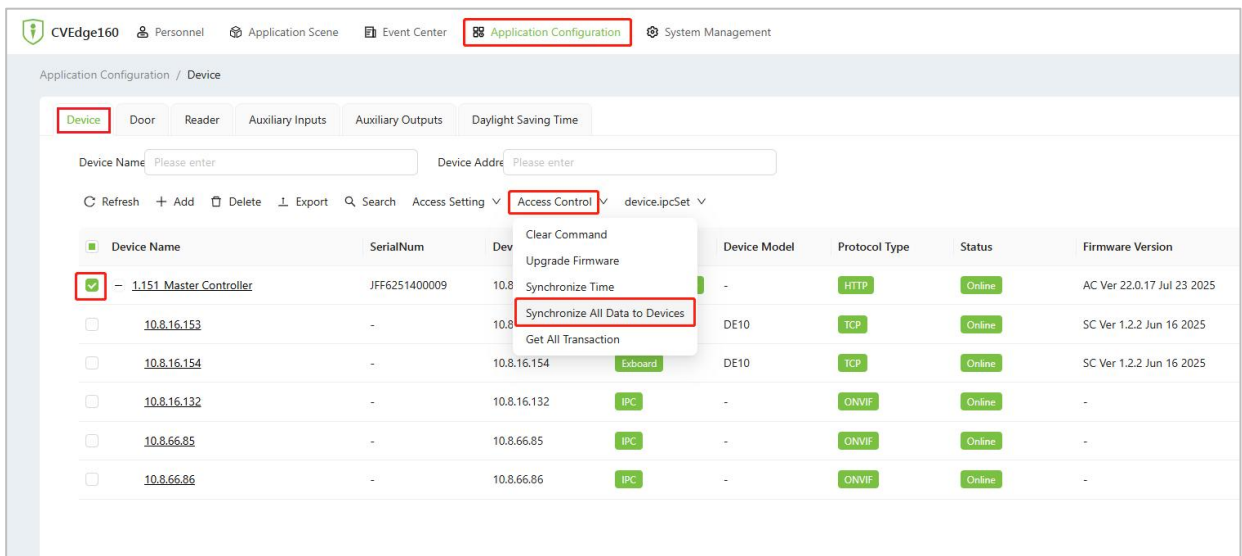 CVEdge160 Personnel Application Scene Event Center Application Configuration System Management
Application Configuration / Device
Device Door Reader Auxiliary Inputs Auxiliary Outputs Daylight Saving Time
Device Name Please enter Device Addre Please enter
Refresh Add Delete Export Search Access Setting Access Control device.ipcSet
Clear Command
Upgrade Firmware
Synchronize Time
Synchronize All Data to Devices
Get All Transaction
Device Name SerialNum Dev Device Model Protocol Type Status Firmware Version
1.151 Master Controller JFF6251400009 10.8 - HTTP Online AC Ver 22.0.17 Jul 23 2025
10.8.16.153 - 10.8 DE10 TCP Online SC Ver 1.2.2 Jun 16 2025
10.8.16.154 - 10.8.16.154 Exboard DE10 TCP Online SC Ver 1.2.2 Jun 16 2025
10.8.16.132 - 10.8.16.132 IPC - ONVIF Online -
10.8.66.85 - 10.8.66.85 IPC - ONVIF Online -
10.8.66.86 - 10.8.66.86 IPC - ONVIF Online -